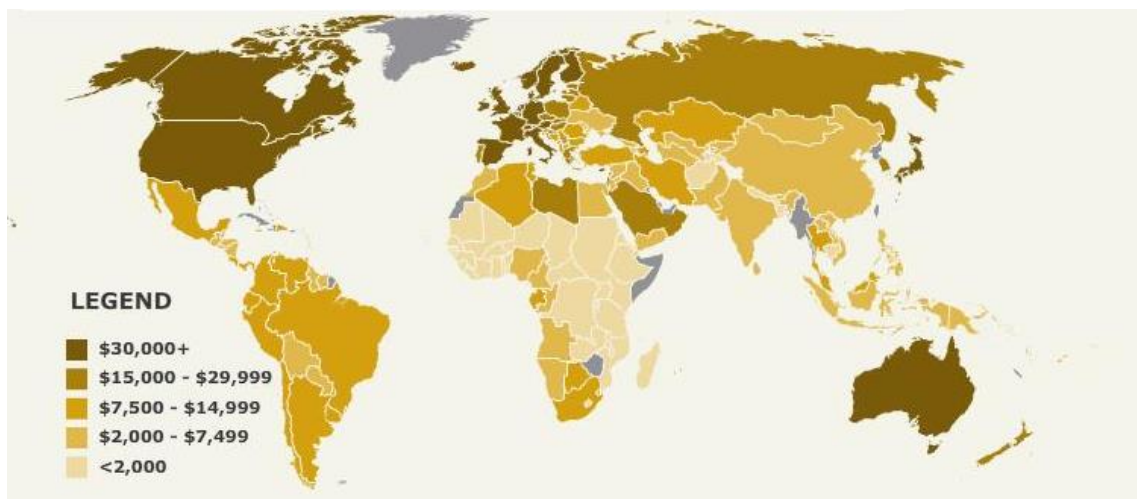 LEGEND
$30,000+
$15,000 - $29,999
$7,500 - $14,999
$2,000 - $7,499
<2,000